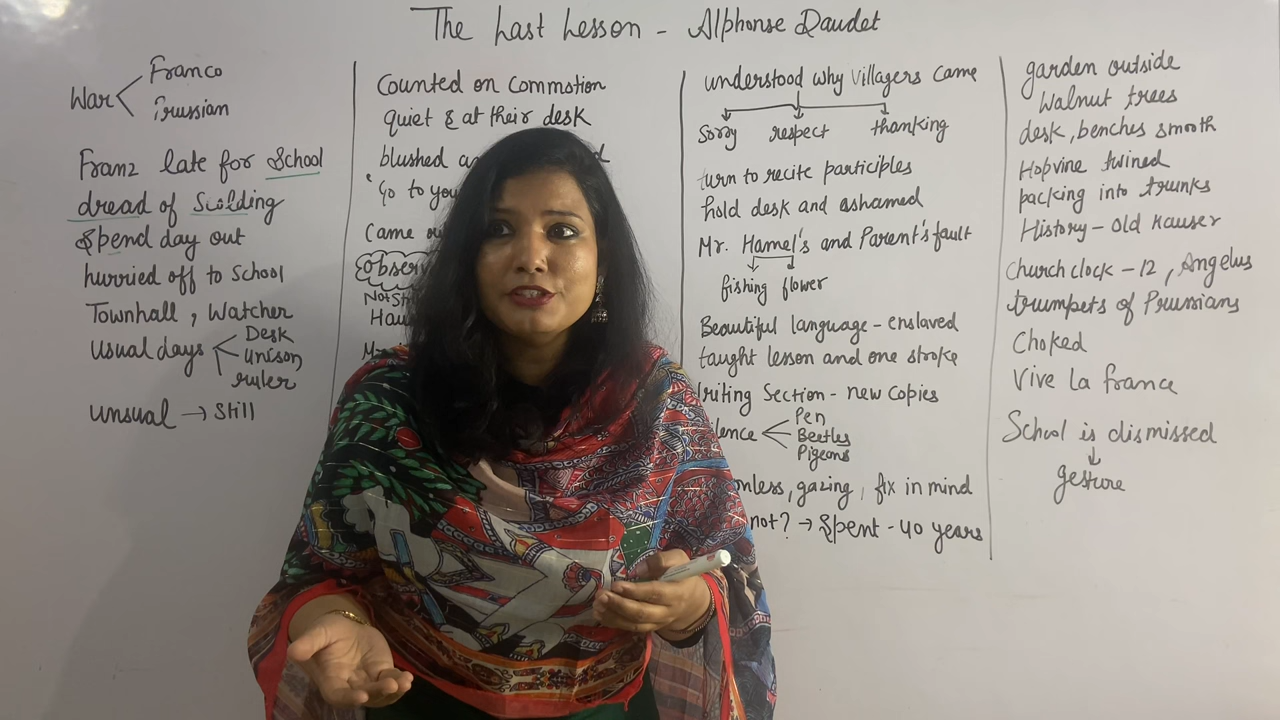 The Last Lesson - Alphonse Daudet
War
Franco
Prussian
Franz late for School
dread of Scolding
Spend day out
hurried off to School
Townhall, Watcher
Usual days
Desk
Unison,
ruler
unusual → Still
Counted on Commotion
quiet & at their desk
blushed
"Go to
Came
Observ
Not
Hau
understood why Villagers Came
Sorry respect thanking
turn to recite participles
hold desk and ashamed
Mr. Hamel's and Parent's fault
fishing flower
Beautiful language - enslaved
taught lesson and one stroke
riting Section - new Copies
ilence
Pen
Beetles
Pigeons
onless, gazing, fix in mind
not? → Spent - 40 years
garden outside
Walnut trees
desk, benches smooth
Hopvine twined
packing into trunks
History - Old Hauser
Church clock - 12, Angelus
trumpets of Prussians
Choked
Vive La france
School is dismissed
gesture